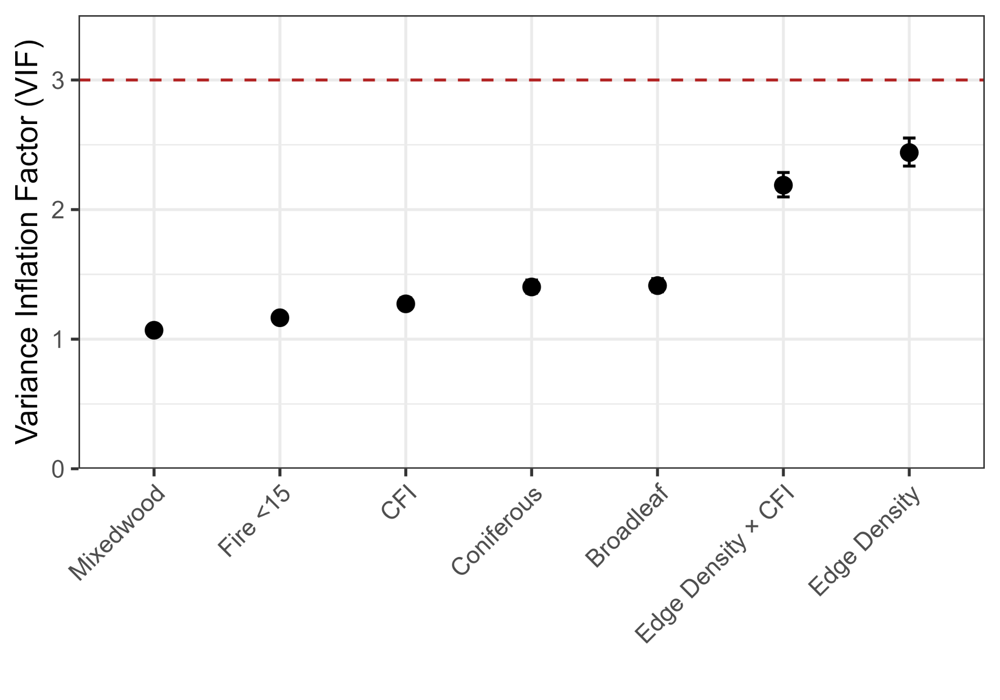 Variance Inflation Factor (VIF)
3
2
1
0
Mixedwood
Fire <15
CFI
Coniferous
Broadleaf
Edge Density × CFI
Edge Density